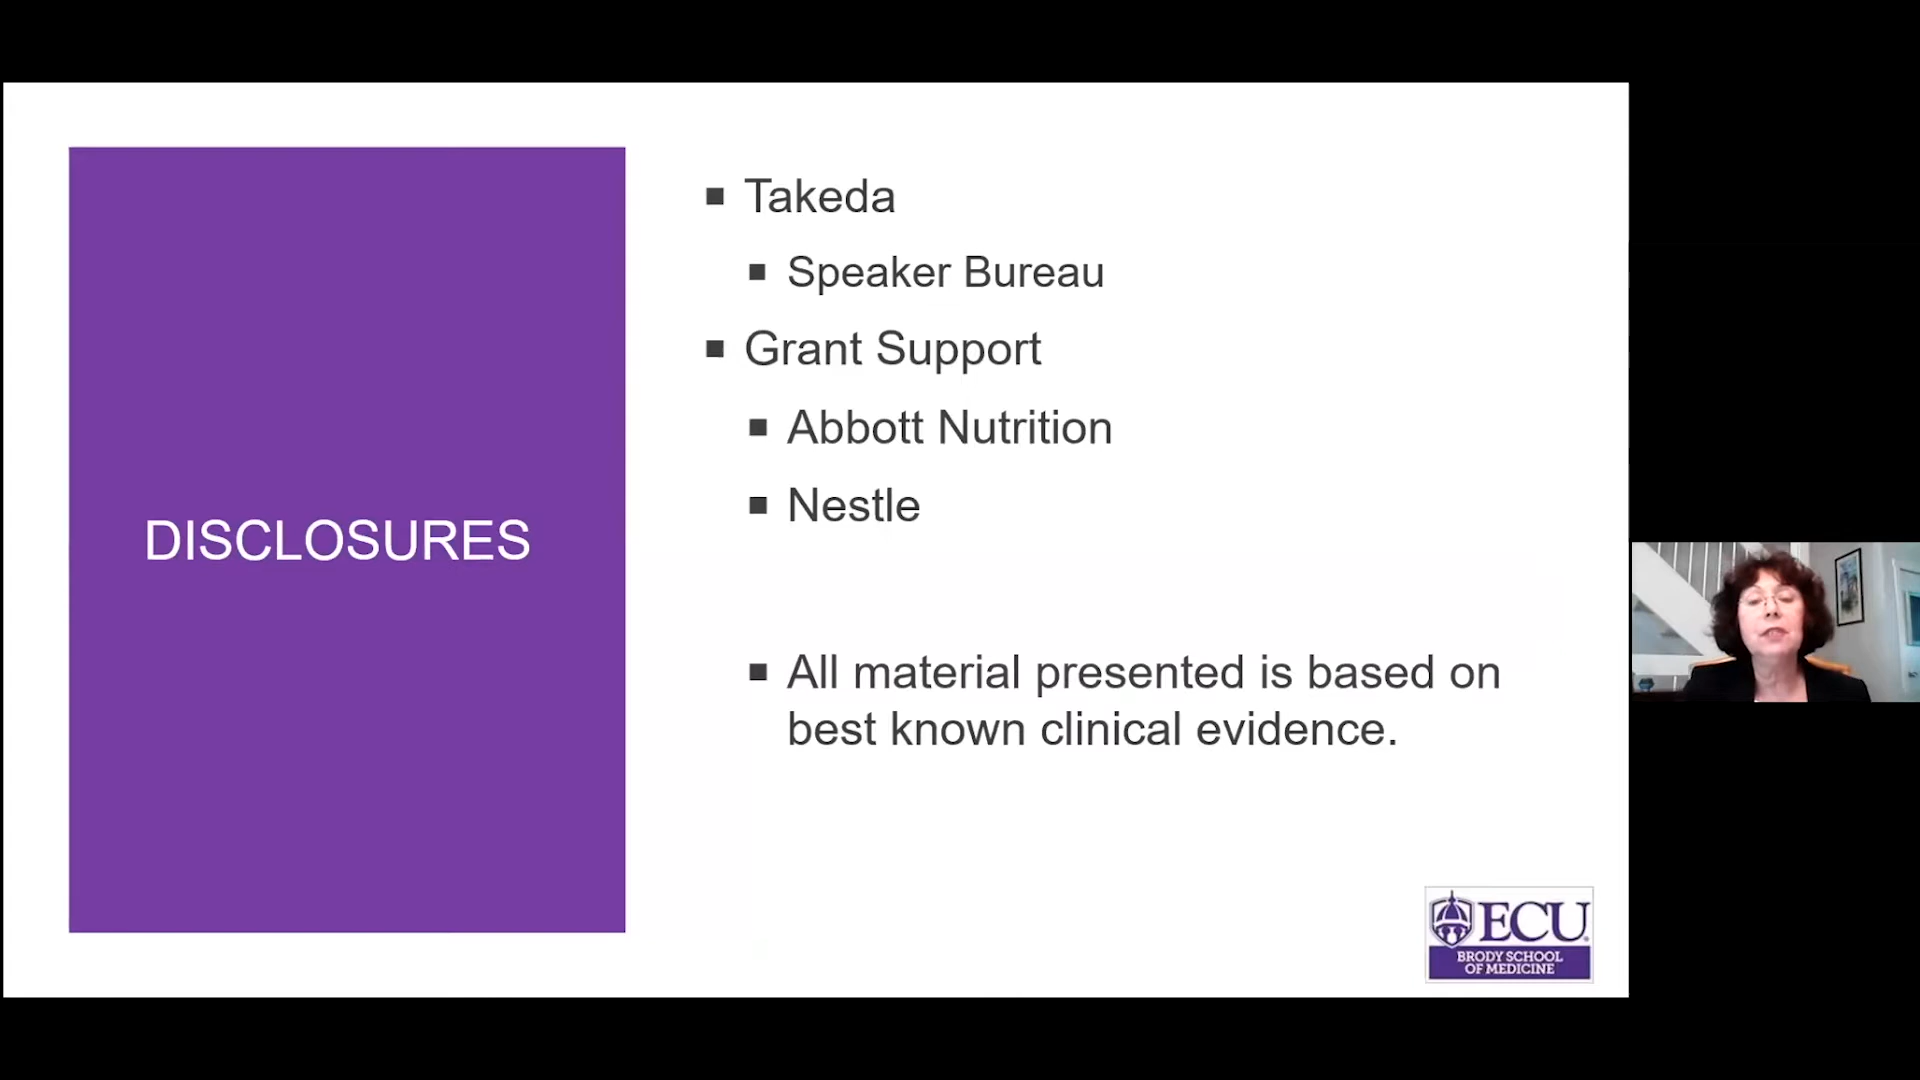 DISCLOSURES
Takeda
Speaker Bureau
Grant Support
Abbott Nutrition
Nestle
All material presented is based on
best known clinical evidence.
ECU
BRODY SCHOOL
OF MEDICINE